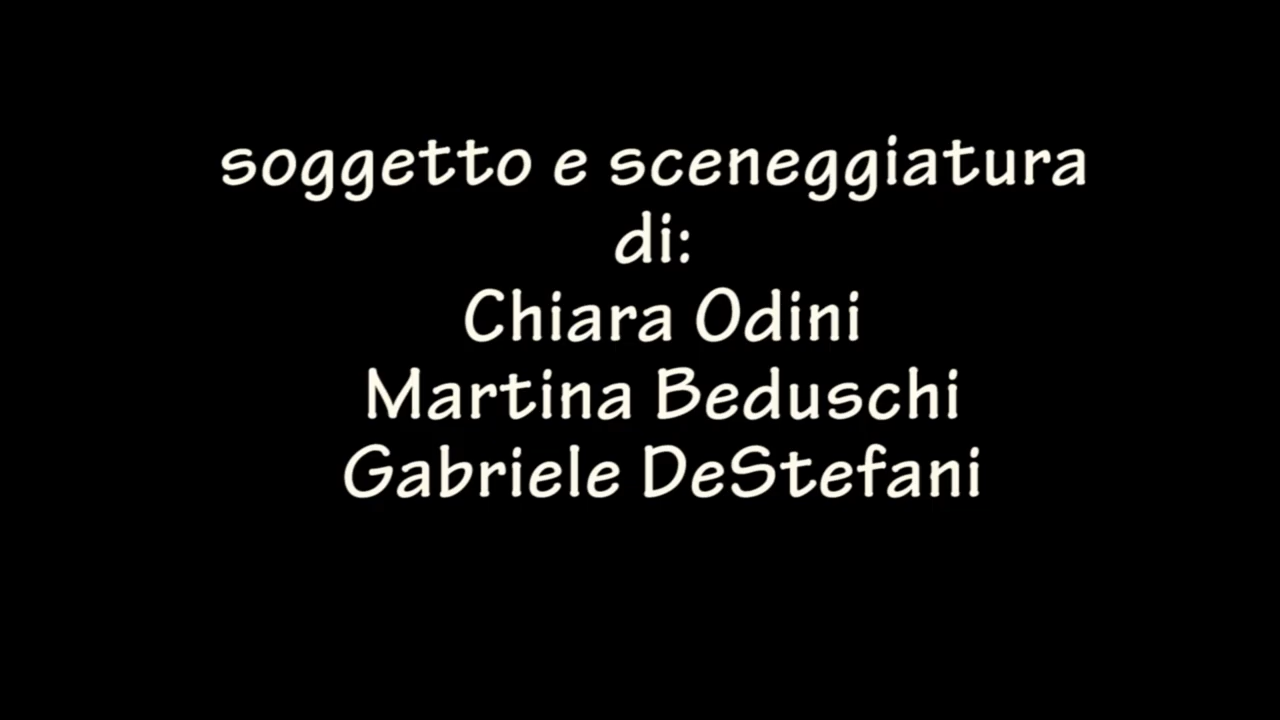 soggetto e sceneggiatura
di:
Chiara Odini
Martina Beduschi
Gabriele DeStefani